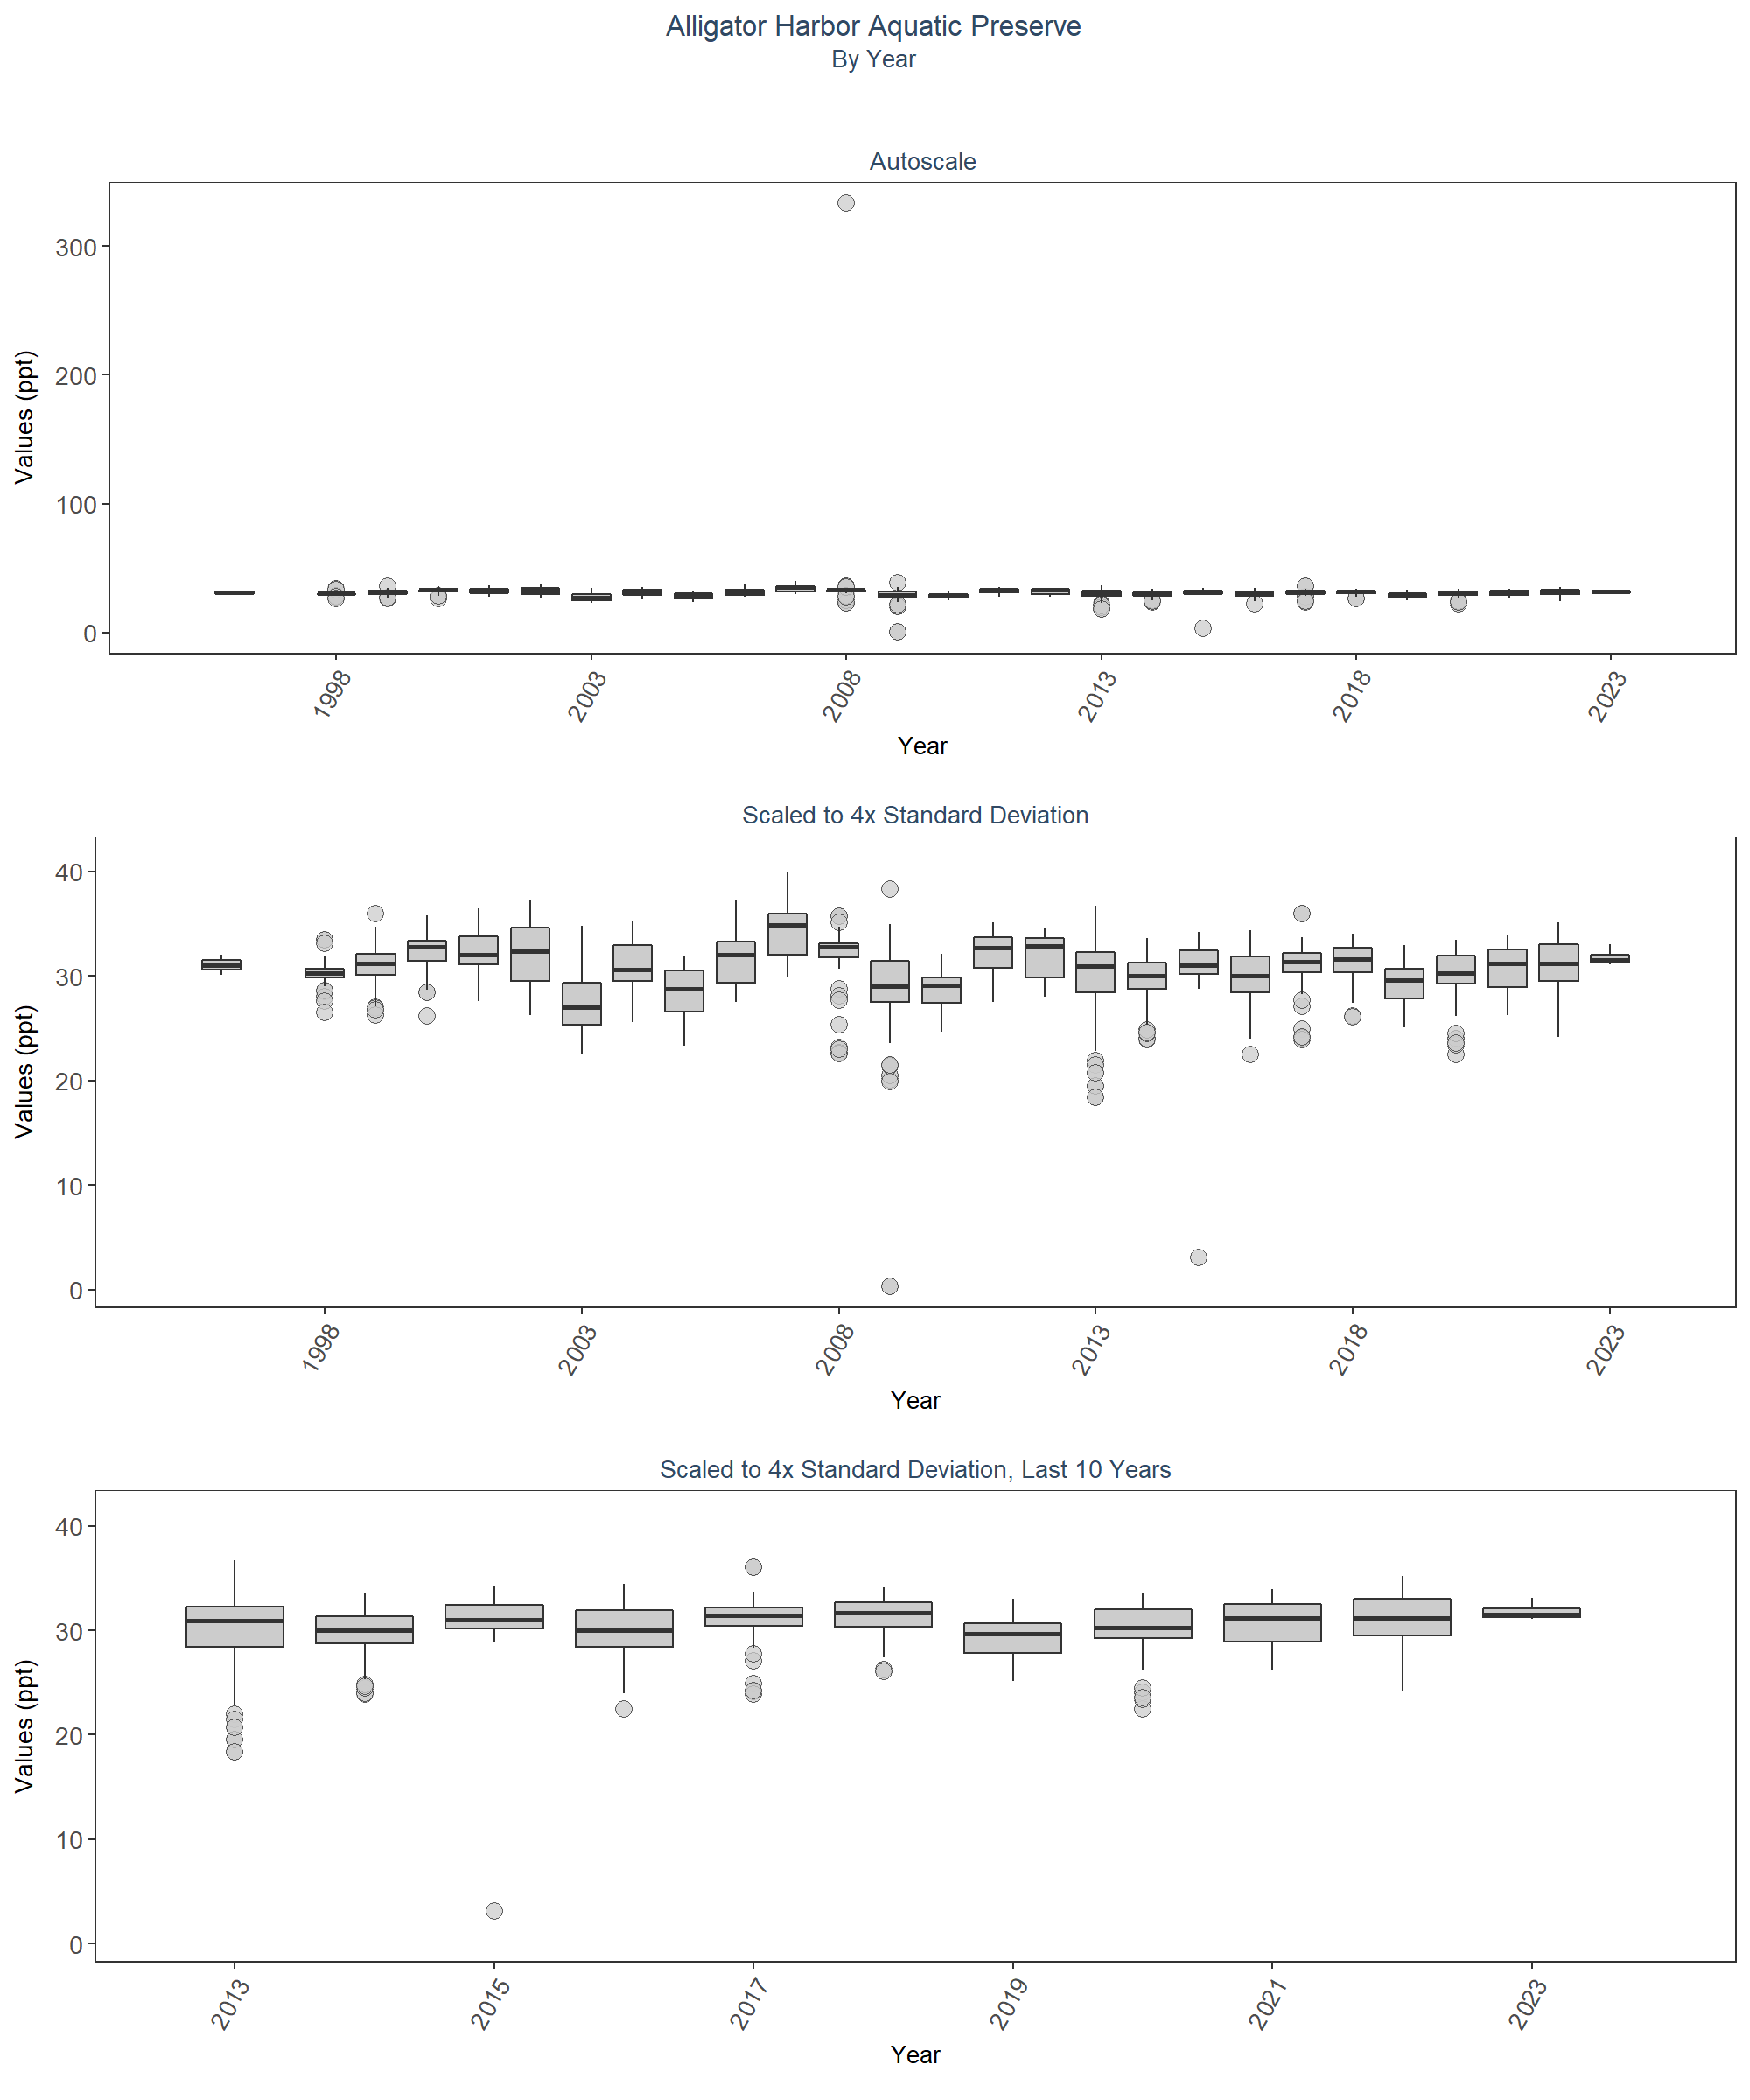 Alligator Harbor Aquatic Preserve
By Year
Autoscale
Values (ppt)
300
200
100
0
1998
2003
2008
2013
2018
2023
Year
Scaled to 4x Standard Deviation
Values (ppt)
40
30
20
10
0
1998
2003
2008
2013
2018
2023
Year
Scaled to 4x Standard Deviation, Last 10 Years
Values (ppt)
40
30
20
10
0
2013
2015
2017
2019
2021
2023
Year